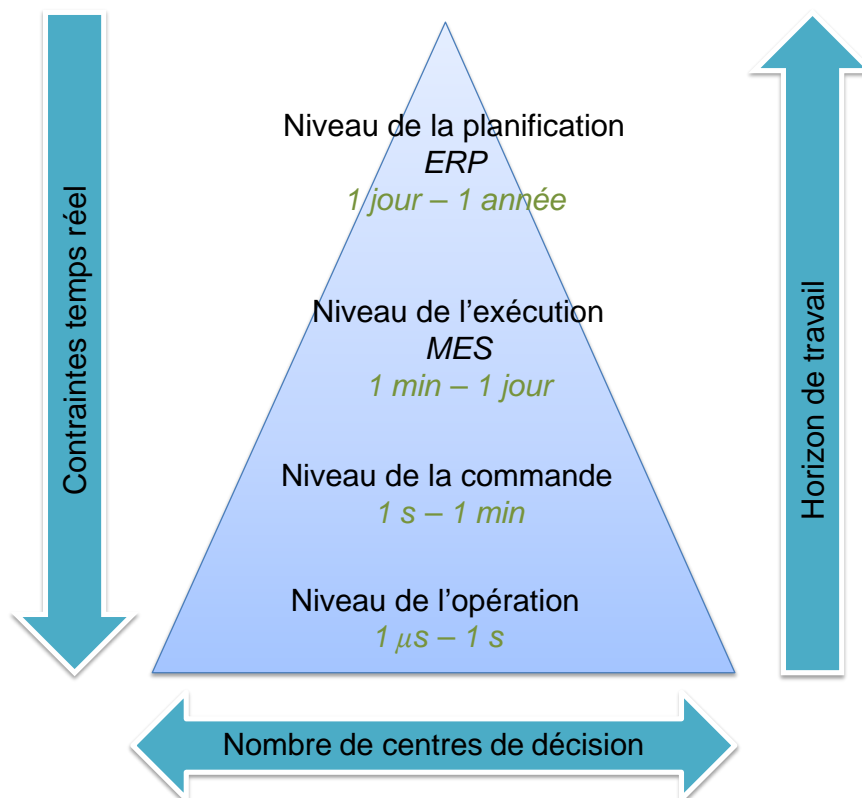 Niveau de la planification
ERP
1 jour – 1 année
Niveau de l’exécution
MES
1 min – 1 jour
Niveau de la commande
1 s – 1 min
Niveau de l’opération
1 μs – 1 s
Contraintes temps réel
Horizon de travail
Nombre de centres de décision